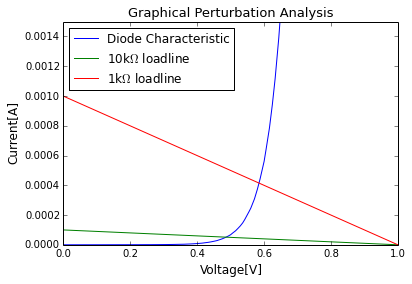 Graphical Perturbation Analysis
Diode Characteristic
10kΩ loadline
1kΩ loadline
Current[A]
0.0014
0.0012
0.0010
0.0008
0.0006
0.0004
0.0002
0.0000
0.0 0.2 0.4 0.6 0.8 1.0
Voltage[V]